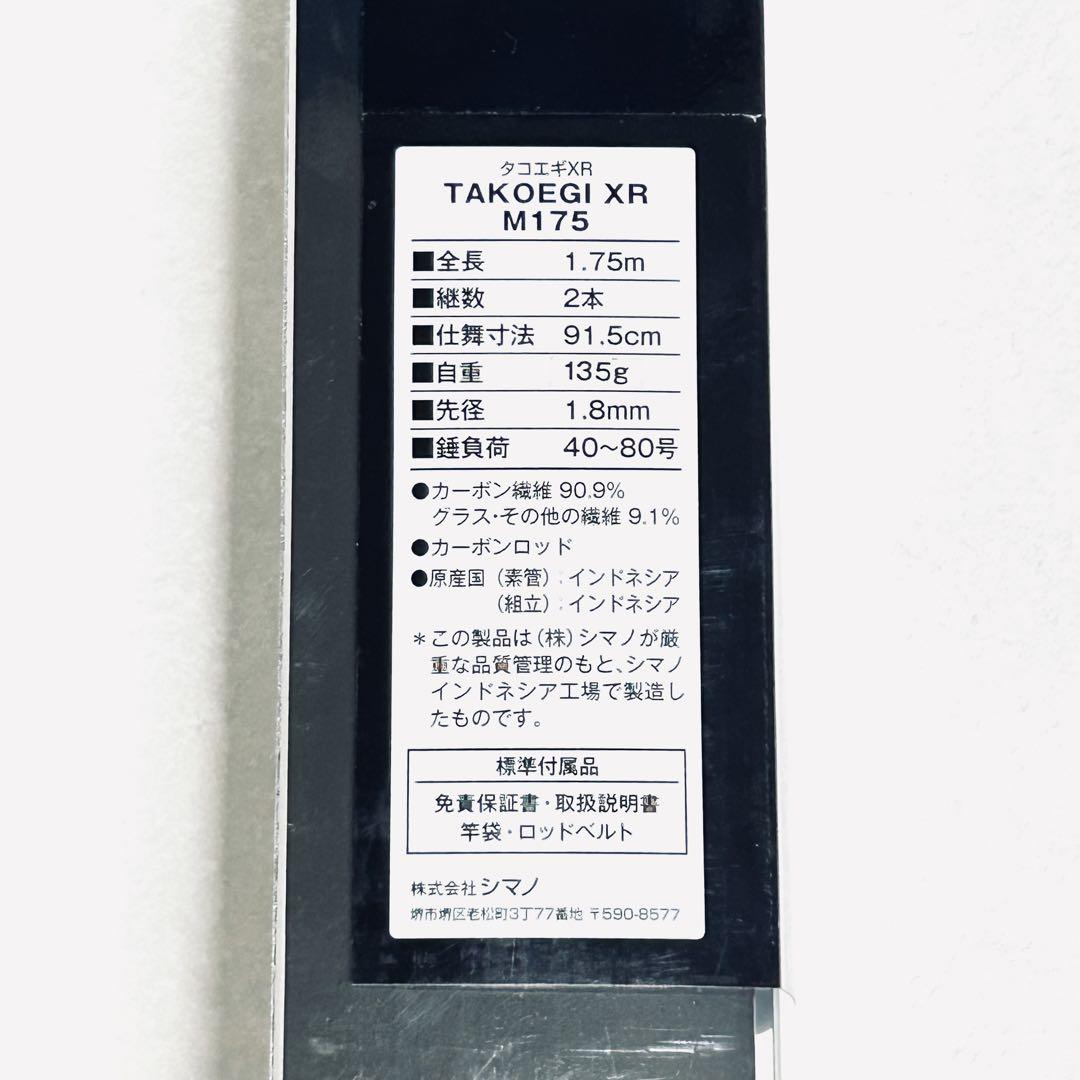 タコエギXR
TAKOEGI XR
M175
■全長 1.75m
■継数 2本
■仕舞寸法 91.5cm
■自重 135g
■先径 1.8mm
■錘負荷 40〜80号
●カーボン繊維 90.9%
グラス・その他の繊維 9.1%
●カーボンロッド
●原産国（素管）：インドネシア
（組立）：インドネシア
＊この製品は（株）シマノが厳
重な品質管理のもと、シマノ
インドネシア工場で製造し
たものです。
標準付属品
免責保証書・取扱説明書
竿袋・ロッドベルト
株式会社シマノ
堺市堺区老松町3丁77番地 〒590-8577